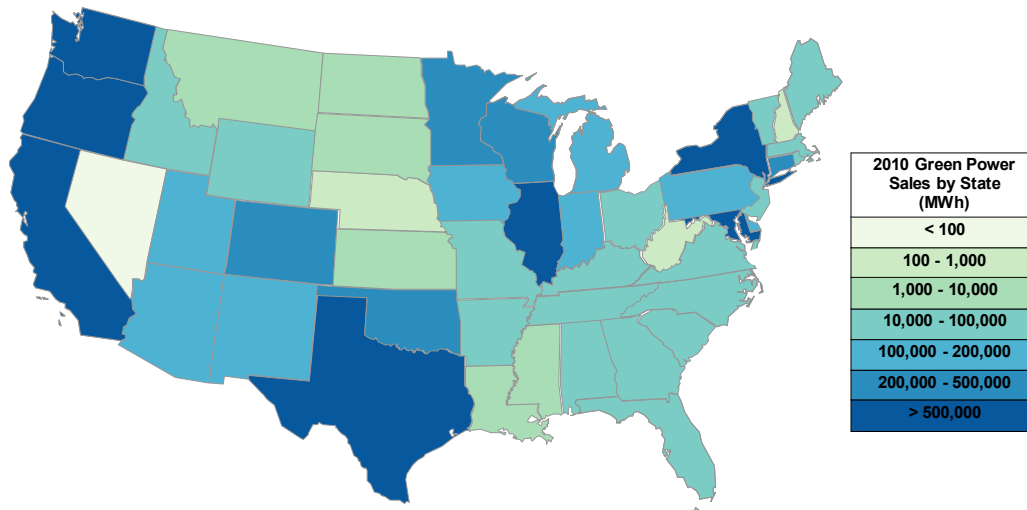 2010 Green Power
Sales by State
(MWh)
< 100
100 - 1,000
1,000 - 10,000
10,000 - 100,000
100,000 - 200,000
200,000 - 500,000
> 500,000